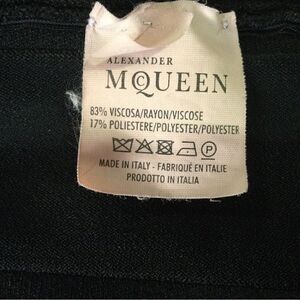 ALEXANDER
MCQUEEN
83% VISCOSA/RAYON/VISCOSE
17% POLIESTERE/POLYESTER/POLYESTER
P
MADE IN ITALY - FABRIQUÉ EN ITALIE
PRODOTTO IN ITALIA